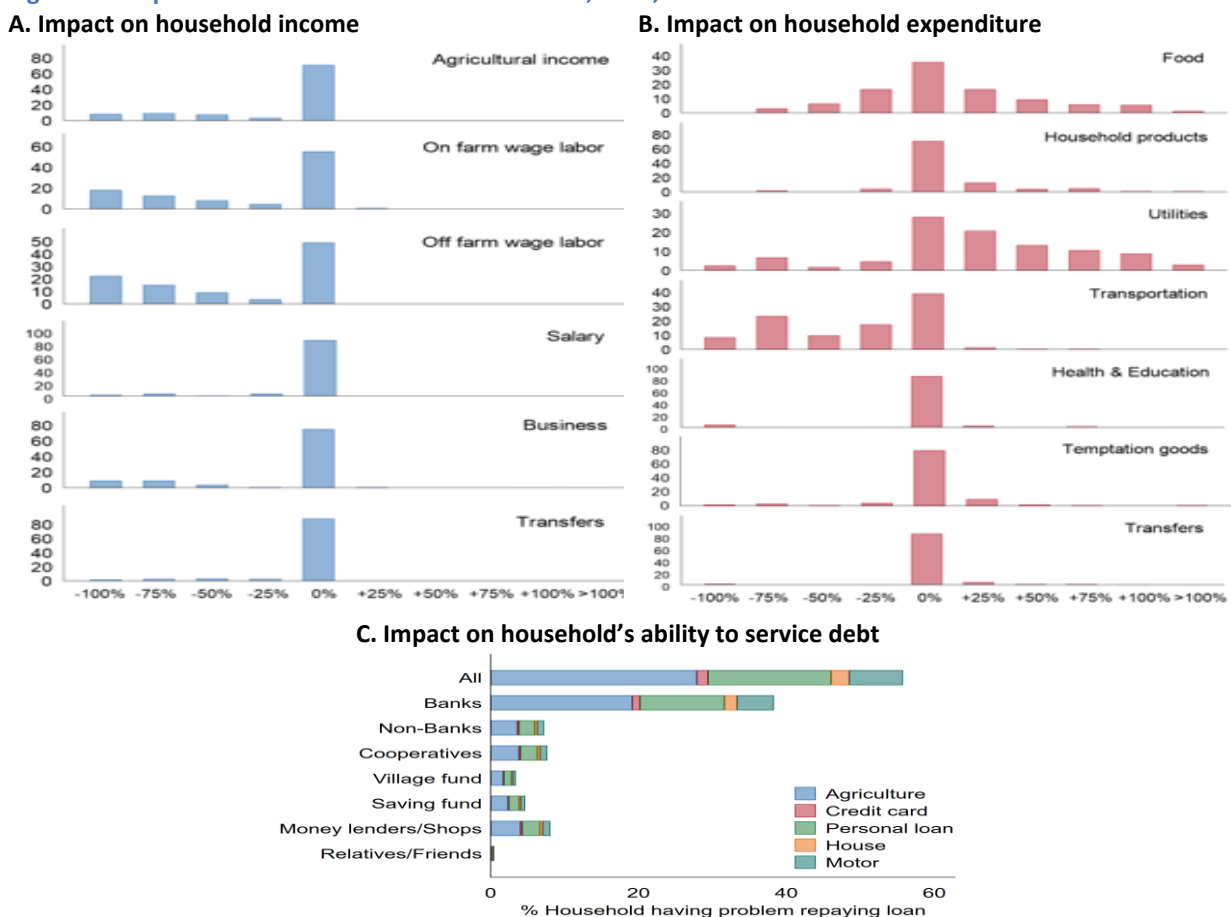 A. Impact on household income
80
60
40
20
0
Agricultural income
60
40
20
0
On farm wage labor
50
40
30
20
10
0
Off farm wage labor
100
80
60
40
20
0
Salary
80
60
40
20
0
Business
80
60
40
20
0
Transfers
-100% -75% -50% -25% 0% +25% +50% +75% +100% >100%
B. Impact on household expenditure
40
30
20
10
0
Food
80
60
40
20
0
Household products
30
20
10
0
Utilities
40
30
20
10
0
Transportation
100
80
60
40
20
0
Health & Education
80
60
40
20
0
Temptation goods
100
80
60
40
20
0
Transfers
-100% -75% -50% -25% 0% +25% +50% +75% +100% >100%
C. Impact on household’s ability to service debt
All
Banks
Non-Banks
Cooperatives
Village fund
Saving fund
Money lenders/Shops
Relatives/Friends
Agriculture
Credit card
Personal loan
House
Motor
0 20 40 60
% Household having problem repaying loan